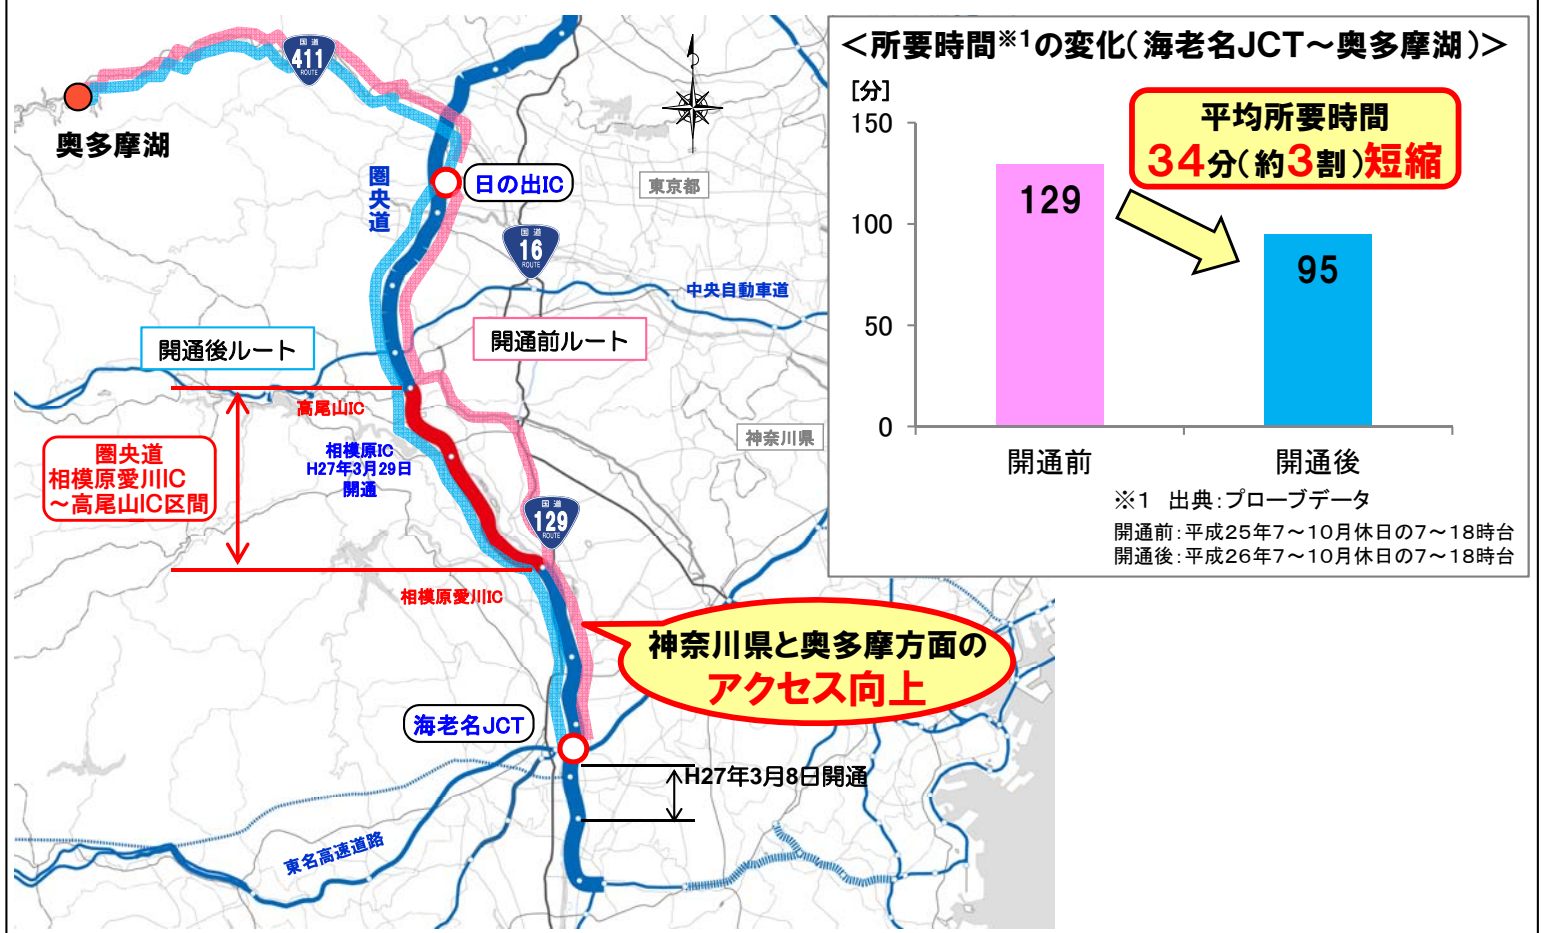 国道
411
ROUTE
奥多摩湖
圏央道
日の出IC
東京都
国道
16
ROUTE
中央自動車道
開通後ルート
開通前ルート
高尾山IC
神奈川県
圏央道
相模原愛川IC
～高尾山IC区間
相模原IC
H27年3月29日
開通
国道
129
ROUTE
相模原愛川IC
神奈川県と奥多摩方面の
アクセス向上
海老名JCT
H27年3月8日開通
東名高速道路
＜所要時間※1の変化(海老名JCT～奥多摩湖)＞
[分]
平均所要時間
34分(約3割)短縮
150
100
50
0
129
95
開通前
開通後
※1 出典：プローブデータ
開通前：平成25年7～10月休日の7～18時台
開通後：平成26年7～10月休日の7～18時台